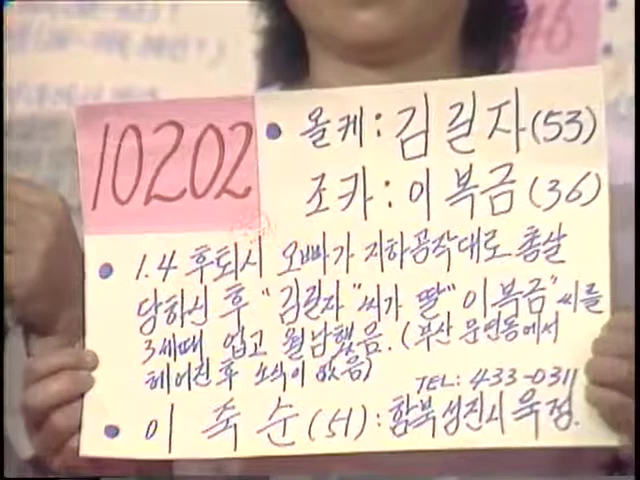 10202
• 올케: 김길자(53)
조카: 이복금(36)
• 1.4 후퇴시 오빠가 지하공작대로 총살
당하신 후 "김길자"씨가 딸"이복금"씨를
3세때 업고 월남했음. (부산 문연동에서
헤어진후 소식이 없음)
TEL: 433-0311
• 이축순(51): 함북성진시욱정.